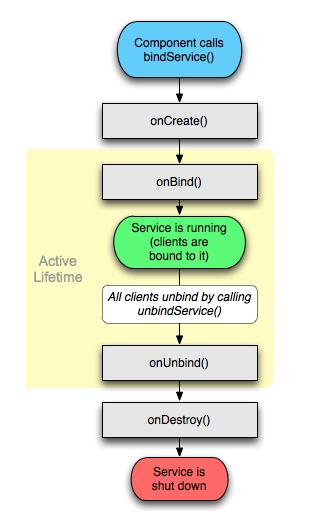 Component calls
bindService()
onCreate()
onBind()
Service is running
(clients are
bound to it)
Active
Lifetime
All clients unbind by calling
unbindService()
onUnbind()
onDestroy()
Service is
shut down